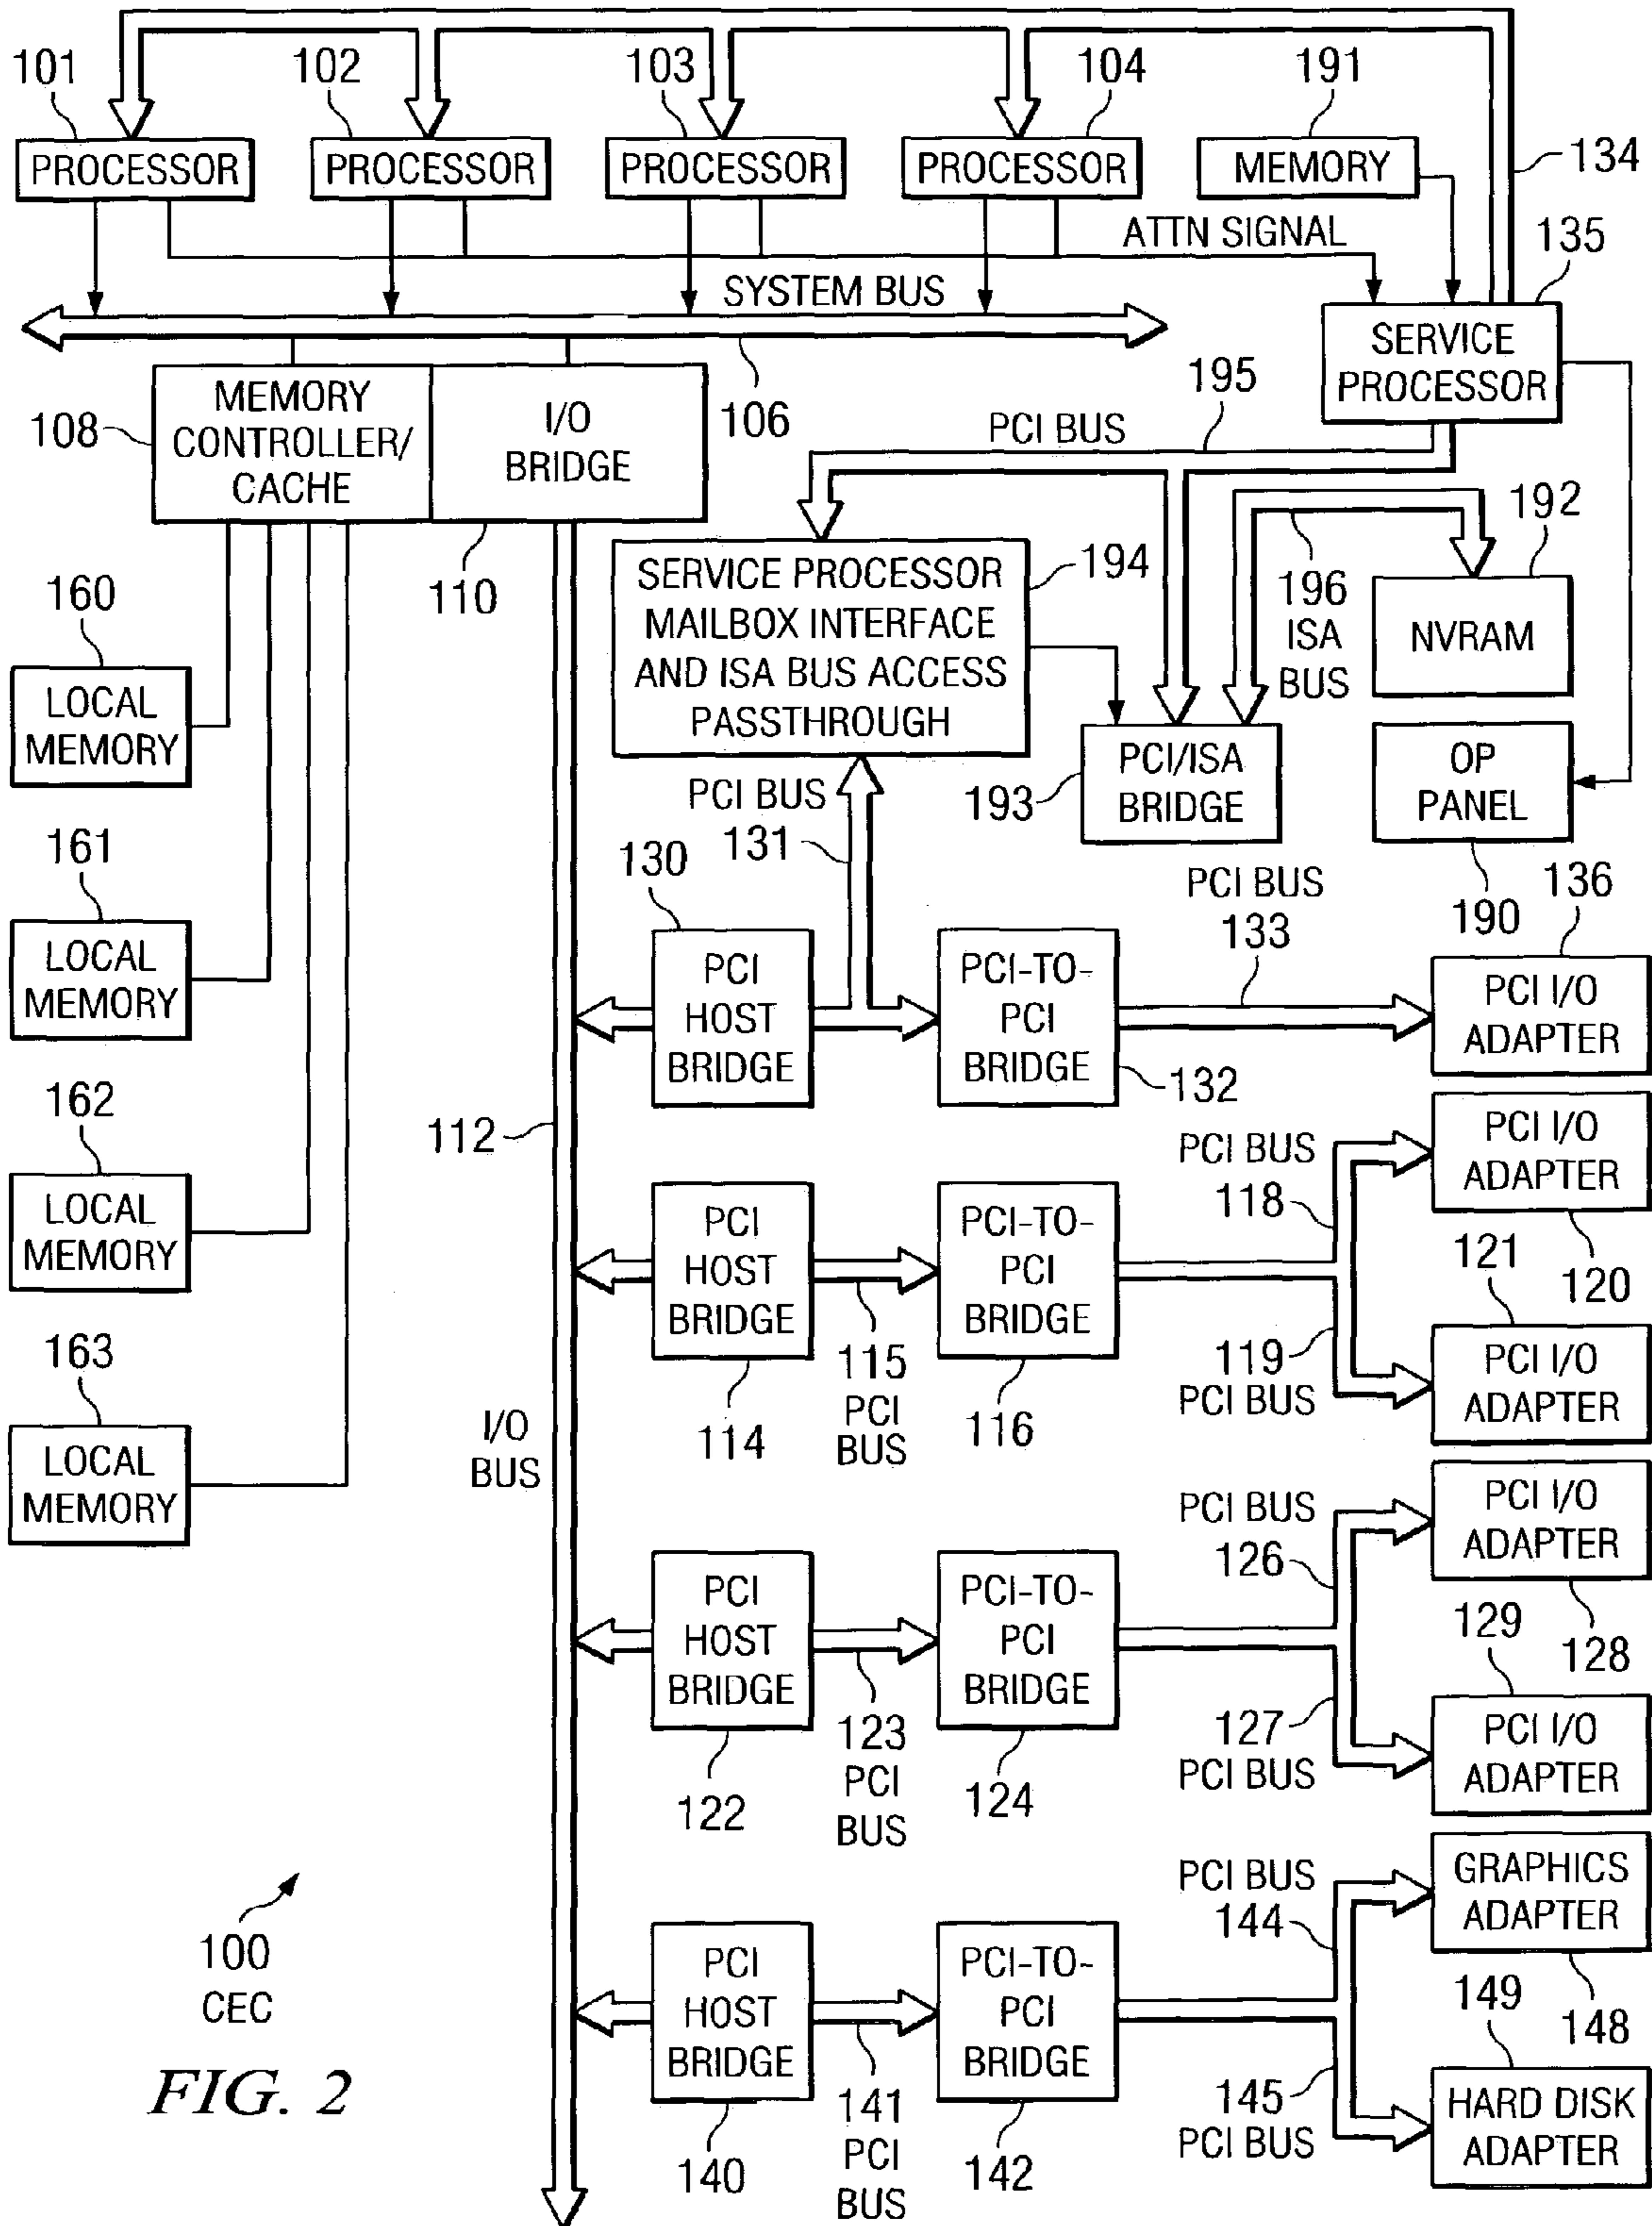 101
102
103
104
191
PROCESSOR
PROCESSOR
PROCESSOR
PROCESSOR
MEMORY
134
ATTN SIGNAL
135
SYSTEM BUS
SERVICE
PROCESSOR
108
MEMORY
CONTROLLER/
CACHE
I/O
BRIDGE
106
195
PCI BUS
110
192
194
SERVICE PROCESSOR
MAILBOX INTERFACE
AND ISA BUS ACCESS
PASSTHROUGH
196
ISA
BUS
NVRAM
160
LOCAL
MEMORY
PCI BUS
131
193
PCI/ISA
BRIDGE
OP
PANEL
190
161
LOCAL
MEMORY
130
PCI
HOST
BRIDGE
PCI-TO-
PCI
BRIDGE
132
PCI BUS
133
136
PCI I/O
ADAPTER
162
LOCAL
MEMORY
112
PCI BUS
118
PCI I/O
ADAPTER
120
PCI
HOST
BRIDGE
114
115
PCI
BUS
PCI-TO-
PCI
BRIDGE
116
119
PCI BUS
121
PCI I/O
ADAPTER
163
LOCAL
MEMORY
I/O
BUS
PCI BUS
126
PCI I/O
ADAPTER
128
PCI
HOST
BRIDGE
122
123
PCI
BUS
PCI-TO-
PCI
BRIDGE
124
127
PCI BUS
129
PCI I/O
ADAPTER
PCI BUS
144
GRAPHICS
ADAPTER
148
100
CEC
PCI
HOST
BRIDGE
140
141
PCI
BUS
PCI-TO-
PCI
BRIDGE
142
145
PCI BUS
149
HARD DISK
ADAPTER
FIG. 2